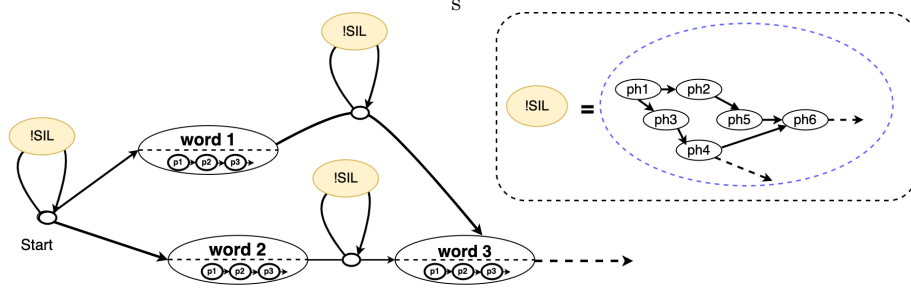 S
!SIL
!SIL = ph1 ph2
ph3 ph5 ph6
ph4
!SIL
word 1
p1 p2 p3
!SIL
Start
word 2
p1 p2 p3
word 3
p1 p2 p3